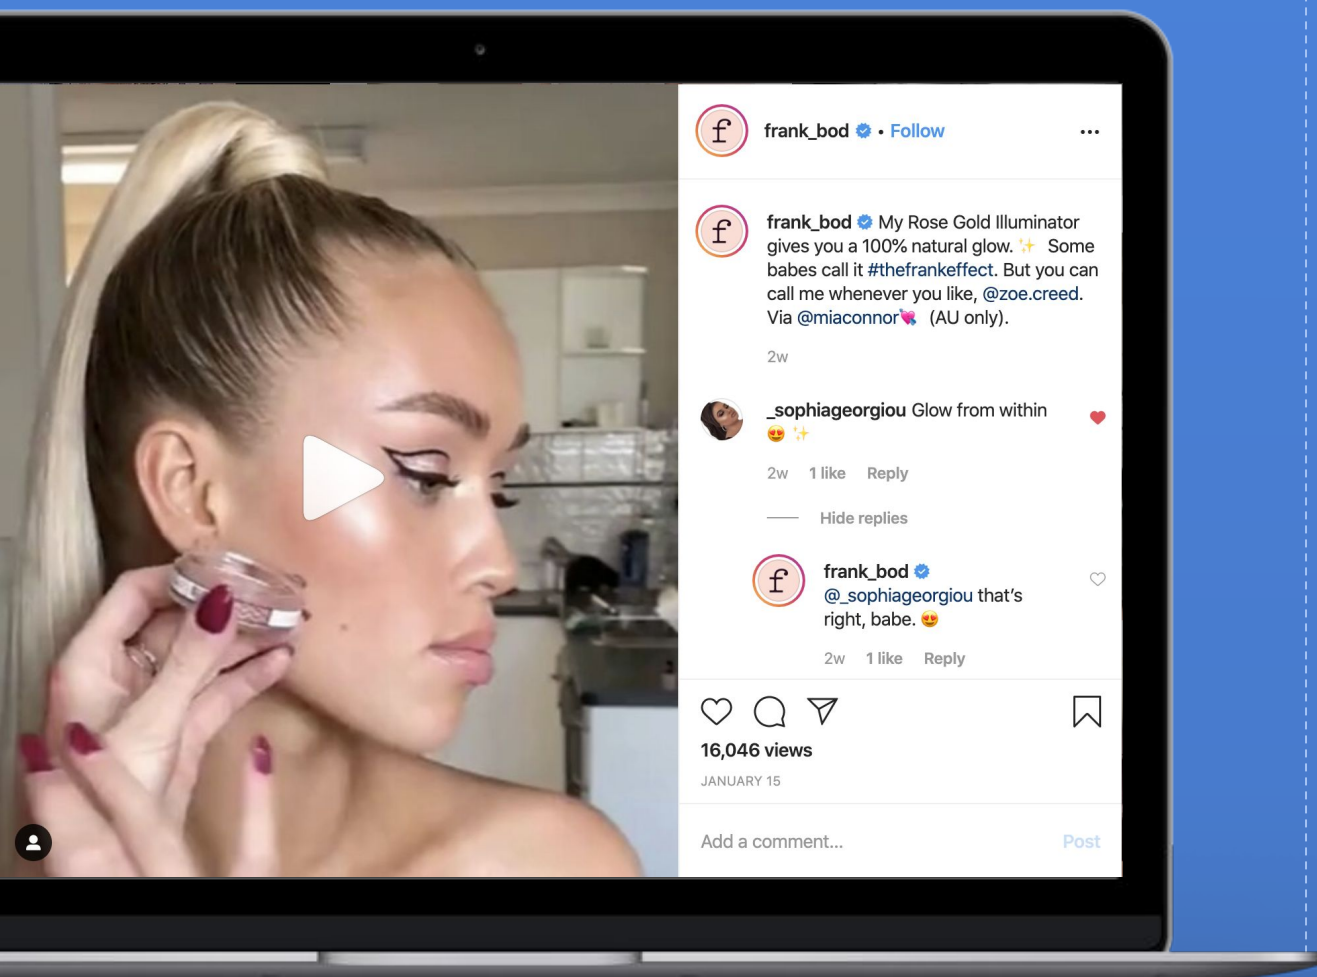 f frank_bod • Follow •••
f frank_bod My Rose Gold Illuminator
gives you a 100% natural glow. ✨ Some
babes call it #thefrankeffect. But you can
call me whenever you like, @zoe.creed.
Via @miaconnor💘 (AU only).
2w
_sophiageorgiou Glow from within
😍 ✨
2w 1 like Reply
Hide replies
f frank_bod
@_sophiageorgiou that's
right, babe. 😍
2w 1 like Reply
16,046 views
JANUARY 15
Add a comment... Post